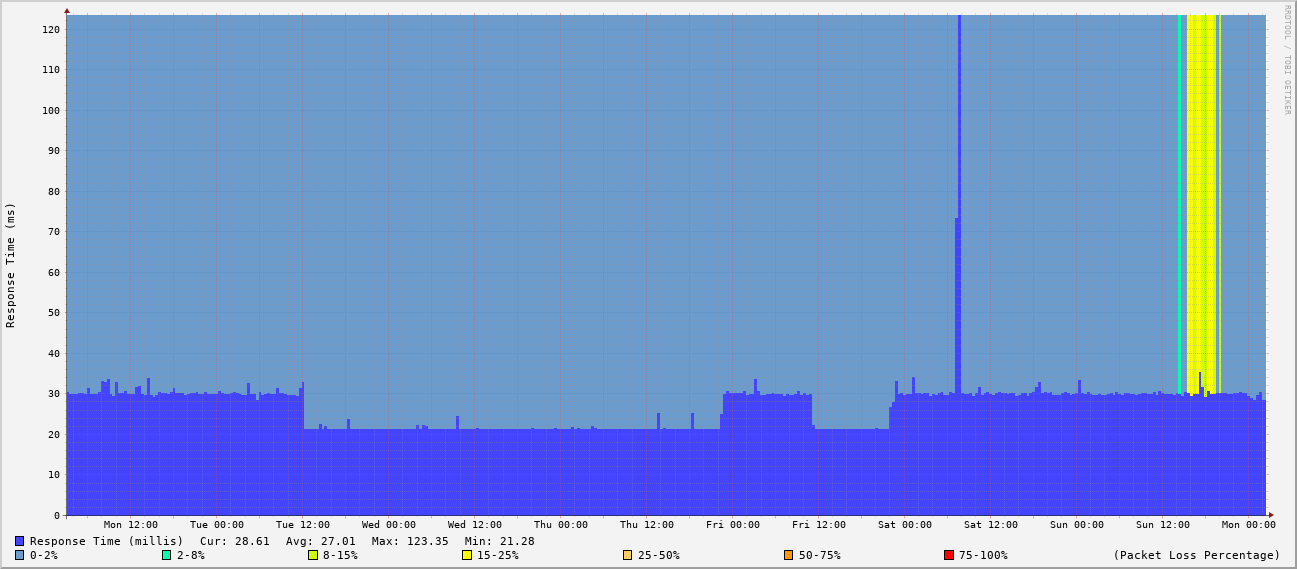 RRDTOOL / TOBI OETIKER
Response Time (ms)
120
110
100
90
80
70
60
50
40
30
20
10
0
Mon 12:00 Tue 00:00 Tue 12:00 Wed 00:00 Wed 12:00 Thu 00:00 Thu 12:00 Fri 00:00 Fri 12:00 Sat 00:00 Sat 12:00 Sun 00:00 Sun 12:00 Mon 00:00
Response Time (millis) Cur: 28.61 Avg: 27.01 Max: 123.35 Min: 21.28
0-2% 2-8% 8-15% 15-25% 25-50% 50-75% 75-100% (Packet Loss Percentage)